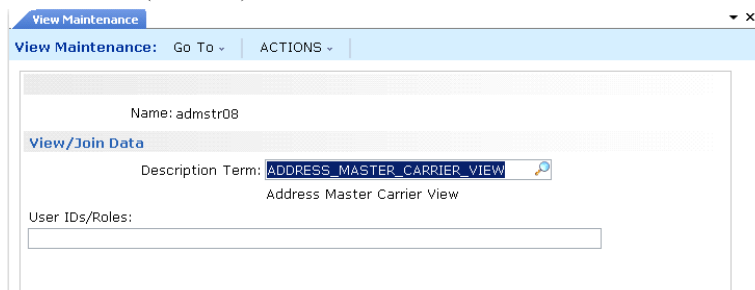 View Maintenance
View Maintenance: Go To ACTIONS
Name: admstr08
View/Join Data
Description Term: ADDRESS_MASTER_CARRIER_VIEW
Address Master Carrier View
User IDs/Roles: